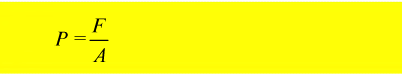 P = F/A